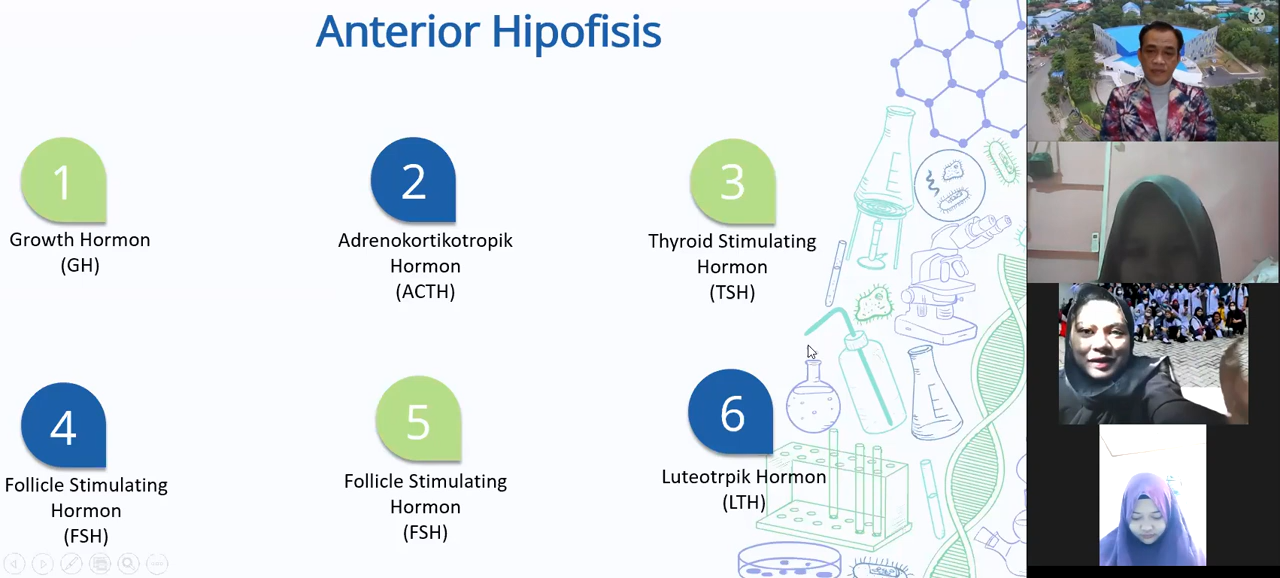 Anterior Hipofisis
1
Growth Hormon
(GH)
2
Adrenokortikotropik
Hormon
(ACTH)
3
Thyroid Stimulating
Hormon
(TSH)
4
Follicle Stimulating
Hormon
(FSH)
5
Follicle Stimulating
Hormon
(FSH)
6
Luteotrpik Hormon
(LTH)